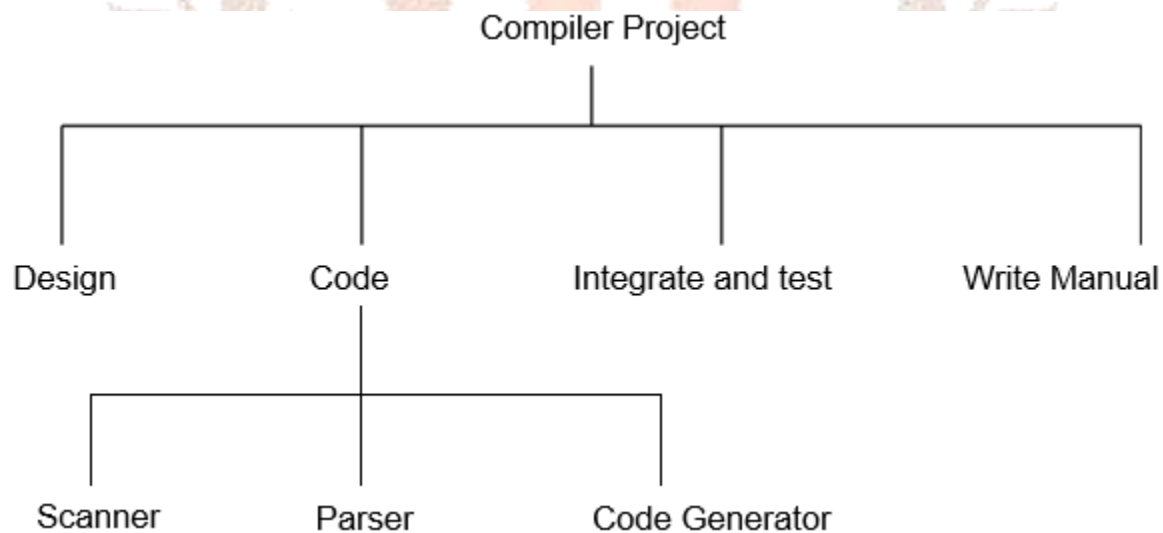 Compiler Project
Design Code Integrate and test Write Manual
Scanner Parser Code Generator